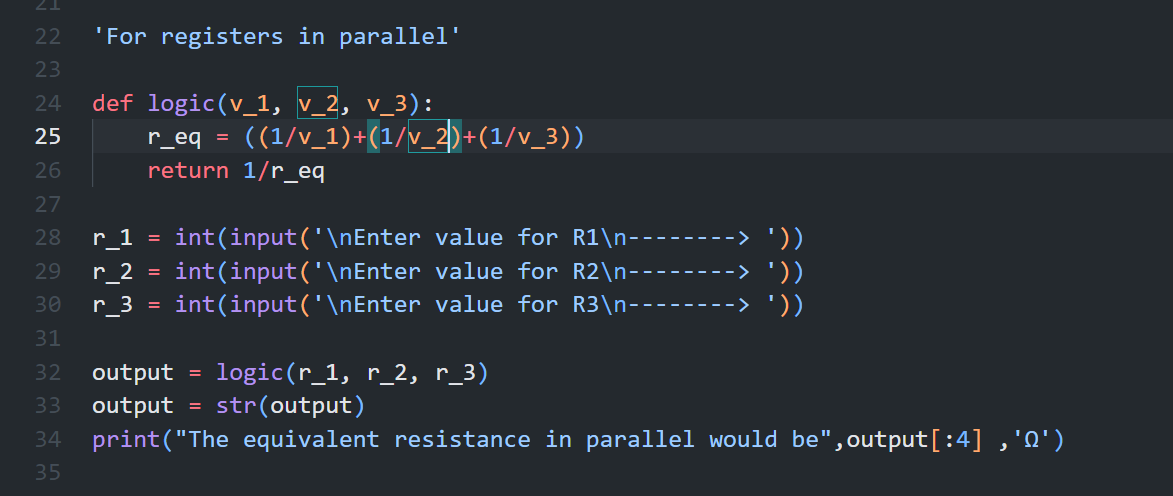 21
22 'For registers in parallel'
23
24 def logic(v_1, v_2, v_3):
25     r_eq = ((1/v_1)+(1/v_2)+(1/v_3))
26     return 1/r_eq
27
28 r_1 = int(input('\nEnter value for R1\n--------> '))
29 r_2 = int(input('\nEnter value for R2\n--------> '))
30 r_3 = int(input('\nEnter value for R3\n--------> '))
31
32 output = logic(r_1, r_2, r_3)
33 output = str(output)
34 print("The equivalent resistance in parallel would be",output[:4] ,'Ω')
35